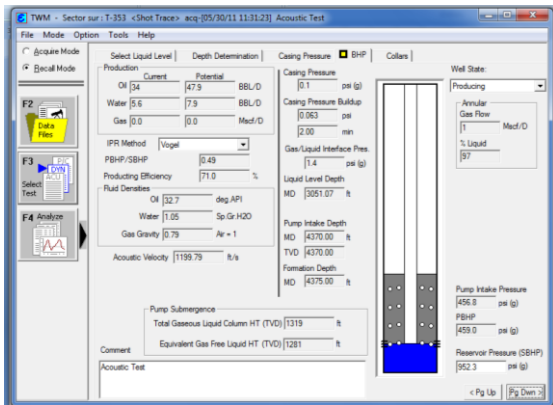 TWM - Sector sur : T-353 <Shot Trace> acq-[05/30/11 11:31:23] Acoustic Test
File Mode Option Tools Help
Acquire Mode
Recall Mode
F2
Data Files
F3
Select Test
F4 Analyze
Select Liquid Level Depth Determination Casing Pressure BHP Collars
Production
Current Potential
Oil 34 47.9 BBL/D
Water 5.6 7.9 BBL/D
Gas 0.0 0.0 Mscf/D
IPR Method Vogel
PBHP/SBHP 0.49
Producing Efficiency 71.0 %
Fluid Densities
Oil 32.7 deg.API
Water 1.05 Sp.Gr.H2O
Gas Gravity 0.79 Air = 1
Acoustic Velocity 1199.79 ft/s
Casing Pressure
0.1 psi (g)
Casing Pressure Buildup
0.063 psi
2.00 min
Gas/Liquid Interface Pres.
1.4 psi (g)
Liquid Level Depth
MD 3051.07 ft
Pump Intake Depth
MD 4370.00 ft
TVD 4370.00 ft
Formation Depth
MD 4375.00 ft
Pump Submergence
Total Gaseous Liquid Column HT (TVD) 1319 ft
Equivalent Gas Free Liquid HT (TVD) 1281 ft
Comment
Acoustic Test
Well State:
Producing
Annular
Gas Flow
1 Mscf/D
% Liquid
97
Pump Intake Pressure
456.8 psi (g)
PBHP
459.0 psi (g)
Reservoir Pressure (SBHP)
952.3 psi (g)
< Pg Up Pg Dwn >